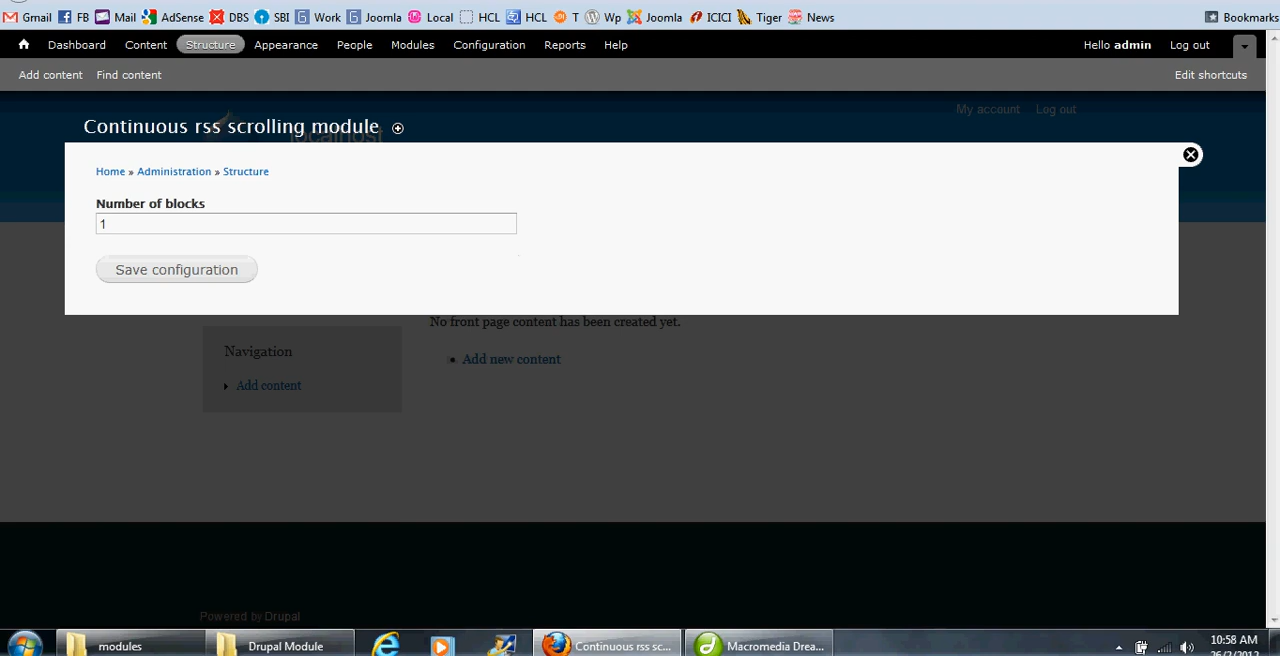 Gmail FB Mail AdSense DBS SBI Work Joomla Local HCL HCL T Wp Joomla ICICI Tiger News Bookmarks
Dashboard Content Structure Appearance People Modules Configuration Reports Help Hello admin Log out
Add content Find content Edit shortcuts
My account Log out
Continuous rss scrolling module
localhost
Home » Administration » Structure
Number of blocks
1
Save configuration
No front page content has been created yet.
Navigation
Add new content
Add content
Powered by Drupal
modules Drupal Module Continuous rss sc... Macromedia Drea... 10:58 AM
26/2/2012